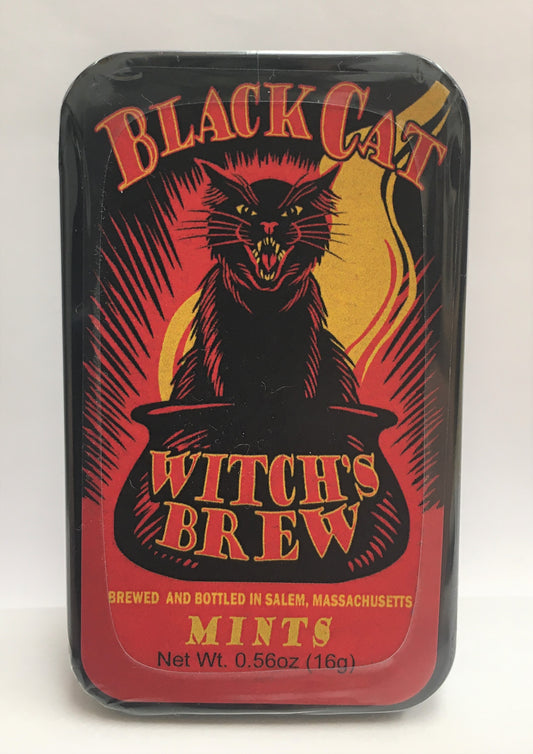 BLACK CAT
WITCH'S
BREW
BREWED AND BOTTLED IN SALEM, MASSACHUSETTS
MINTS
Net Wt. 0.56oz (16g)